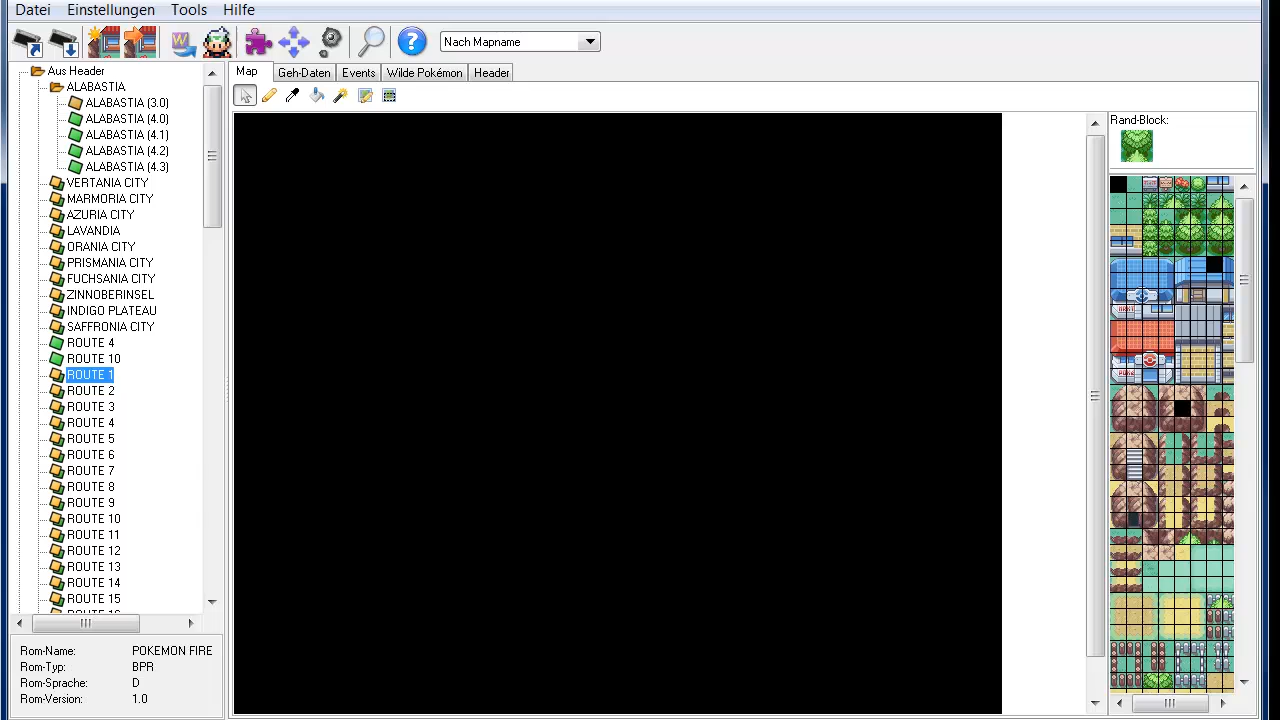 Datei Einstellungen Tools Hilfe
Nach Mapname
Aus Header
ALABASTIA
ALABASTIA (3.0)
ALABASTIA (4.0)
ALABASTIA (4.1)
ALABASTIA (4.2)
ALABASTIA (4.3)
VERTANIA CITY
MARMORIA CITY
AZURIA CITY
LAVANDIA
ORANIA CITY
PRISMANIA CITY
FUCHSANIA CITY
ZINNOBERINSEL
INDIGO PLATEAU
SAFFRONIA CITY
ROUTE 4
ROUTE 10
ROUTE 1
ROUTE 2
ROUTE 3
ROUTE 4
ROUTE 5
ROUTE 6
ROUTE 7
ROUTE 8
ROUTE 9
ROUTE 10
ROUTE 11
ROUTE 12
ROUTE 13
ROUTE 14
ROUTE 15
Rom-Name: POKEMON FIRE
Rom-Typ: BPR
Rom-Sprache: D
Rom-Version: 1.0
Map Geh-Daten Events Wilde Pokémon Header
Rand-Block: